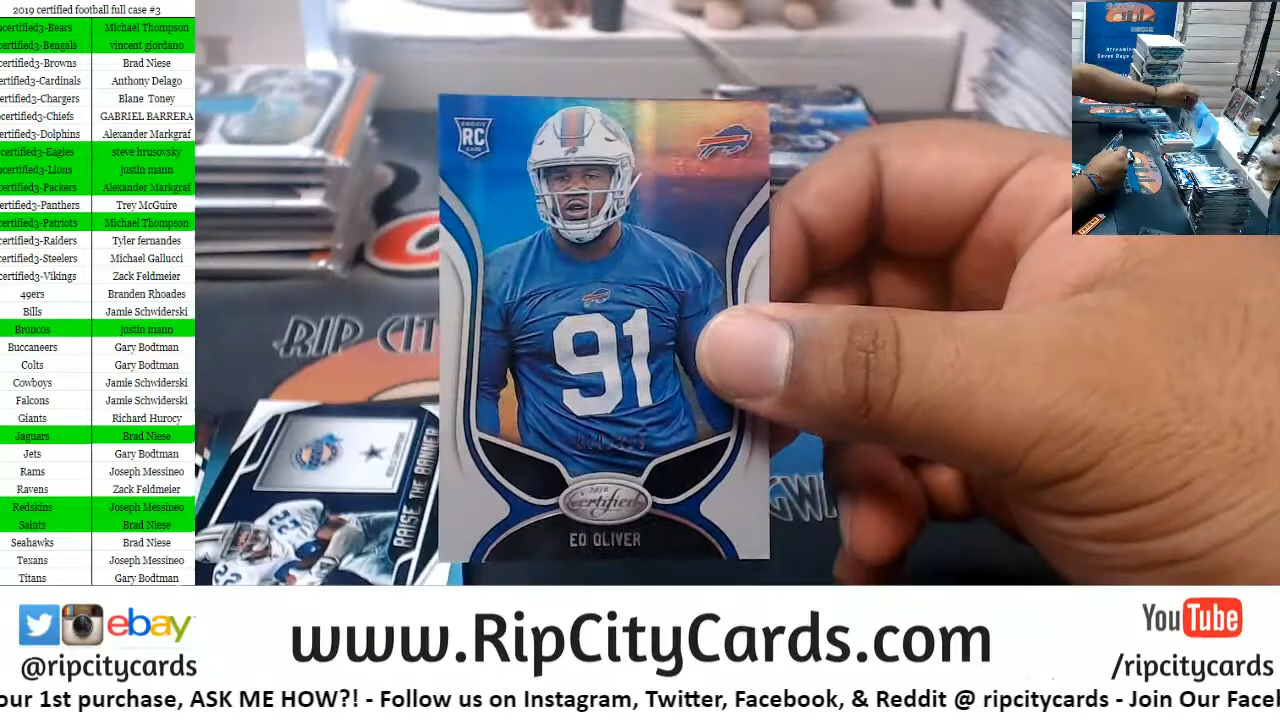 2019 certified football full case #3
certified3-Bears Michael Thompson
certified3-Bengals vincent giordano
certified3-Browns Brad Niese
ertified3-Cardinals Anthony Delago
certified3-Chargers Blane Toney
certified3-Chiefs GABRIEL BARRERA
certified3-Dolphins Alexander Markgraf
certified3-Eagles steve hrusovsky
certified3-Lions justin mann
certified3-Packers Alexander Markgraf
certified3-Panthers Trey McGuire
certified3-Patriots Michael Thompson
certified3-Raiders Tyler fernandes
certified3-Steelers Michael Gallucci
certified3-Vikings Zack Feldmeier
49ers Branden Rhoades
Bills Jamie Schwiderski
Broncos justin mann
Buccaneers Gary Bodtman
Colts Gary Bodtman
Cowboys Jamie Schwiderski
Falcons Jamie Schwiderski
Giants Richard Hurocy
Jaguars Brad Niese
Jets Gary Bodtman
Rams Joseph Messineo
Ravens Zack Feldmeier
Redskins Joseph Messineo
Saints Brad Niese
Seahawks Brad Niese
Texans Joseph Messineo
Titans Gary Bodtman
ROOKIE
RC
CARD
91
Certified
ED OLIVER
RIP CIT
RAISE THE BANNER
22
Streaming
Seven Days
ebay
@ripcitycards
www.RipCityCards.com
YouTube
/ripcitycards
our 1st purchase, ASK ME HOW?! - Follow us on Instagram, Twitter, Facebook, & Reddit @ ripcitycards - Join Our Facel